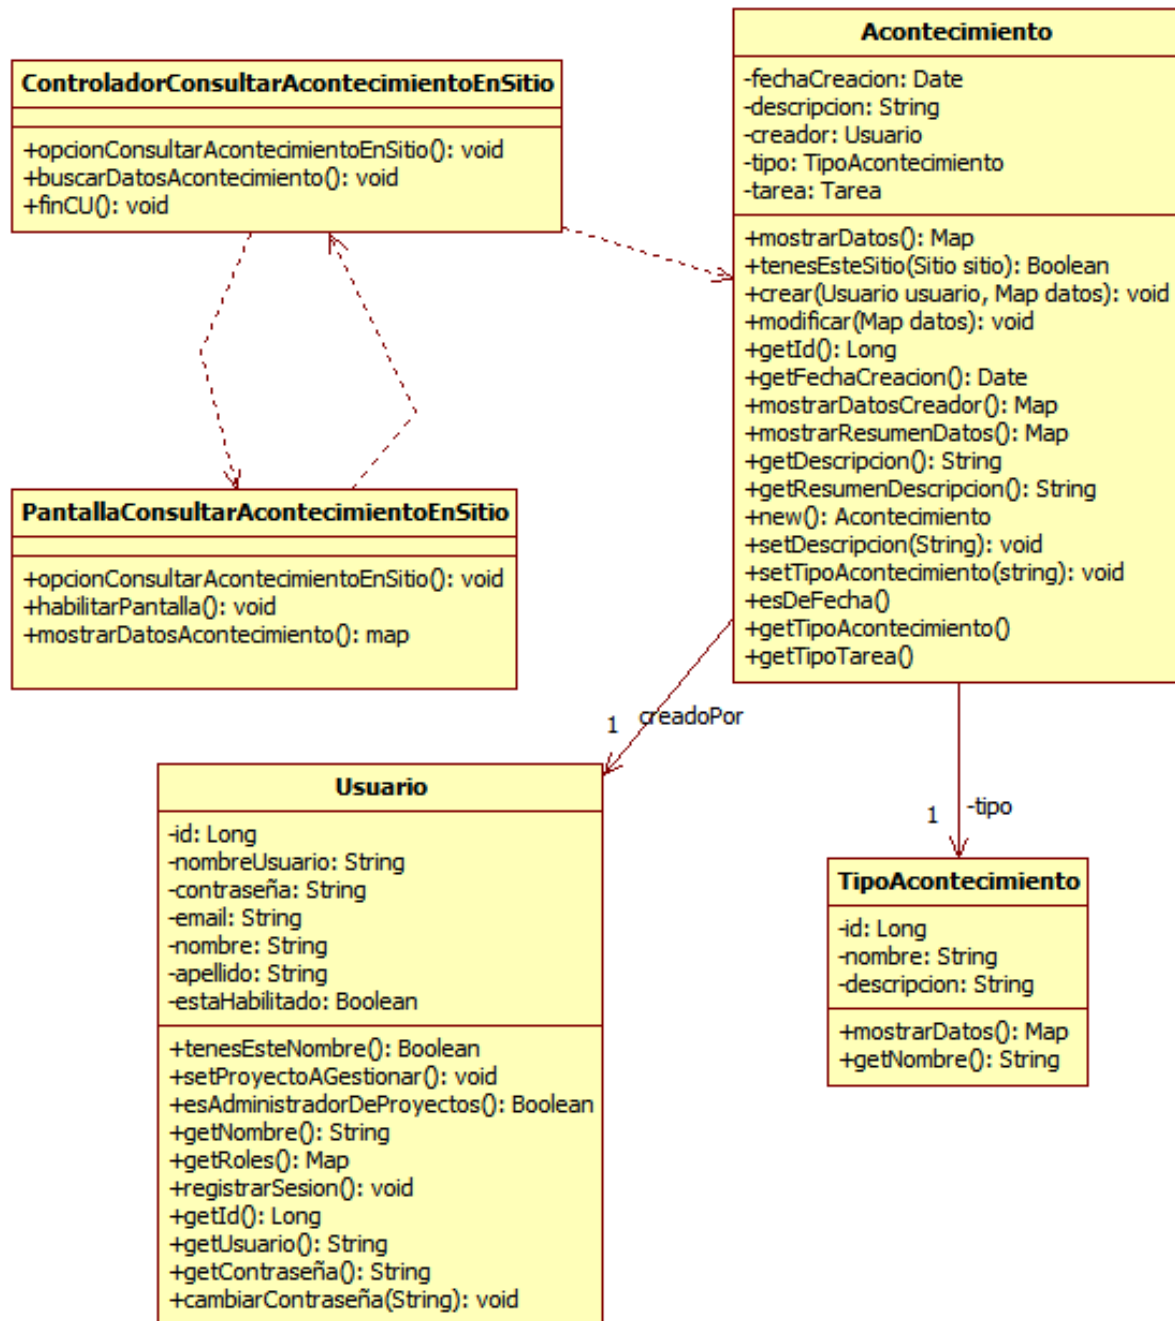 ControladorConsultarAcontecimientoEnSitio
+opcionConsultarAcontecimientoEnSitio(): void
+buscarDatosAcontecimiento(): void
+finCU(): void
Acontecimiento
-fechaCreacion: Date
-descripcion: String
-creador: Usuario
-tipo: TipoAcontecimiento
-tarea: Tarea
+mostrarDatos(): Map
+tenesEsteSitio(Sitio sitio): Boolean
+crear(Usuario usuario, Map datos): void
+modificar(Map datos): void
+getId(): Long
+getFechaCreacion(): Date
+mostrarDatosCreador(): Map
+mostrarResumenDatos(): Map
+getDescripcion(): String
+getResumenDescripcion(): String
+new(): Acontecimiento
+setDescripcion(String): void
+setTipoAcontecimiento(string): void
+esDeFecha()
+getTipoAcontecimiento()
+getTipoTarea()
PantallaConsultarAcontecimientoEnSitio
+opcionConsultarAcontecimientoEnSitio(): void
+habilitarPantalla(): void
+mostrarDatosAcontecimiento(): map
1
creadoPor
1
-tipo
Usuario
-id: Long
-nombreUsuario: String
-contraseña: String
-email: String
-nombre: String
-apellido: String
-estaHabilitado: Boolean
+tenesEsteNombre(): Boolean
+setProyectoAGestionar(): void
+esAdministradorDeProyectos(): Boolean
+getNombre(): String
+getRoles(): Map
+registrarSesion(): void
+getId(): Long
+getUsuario(): String
+getContraseña(): String
+cambiarContraseña(String): void
TipoAcontecimiento
-id: Long
-nombre: String
-descripcion: String
+mostrarDatos(): Map
+getNombre(): String